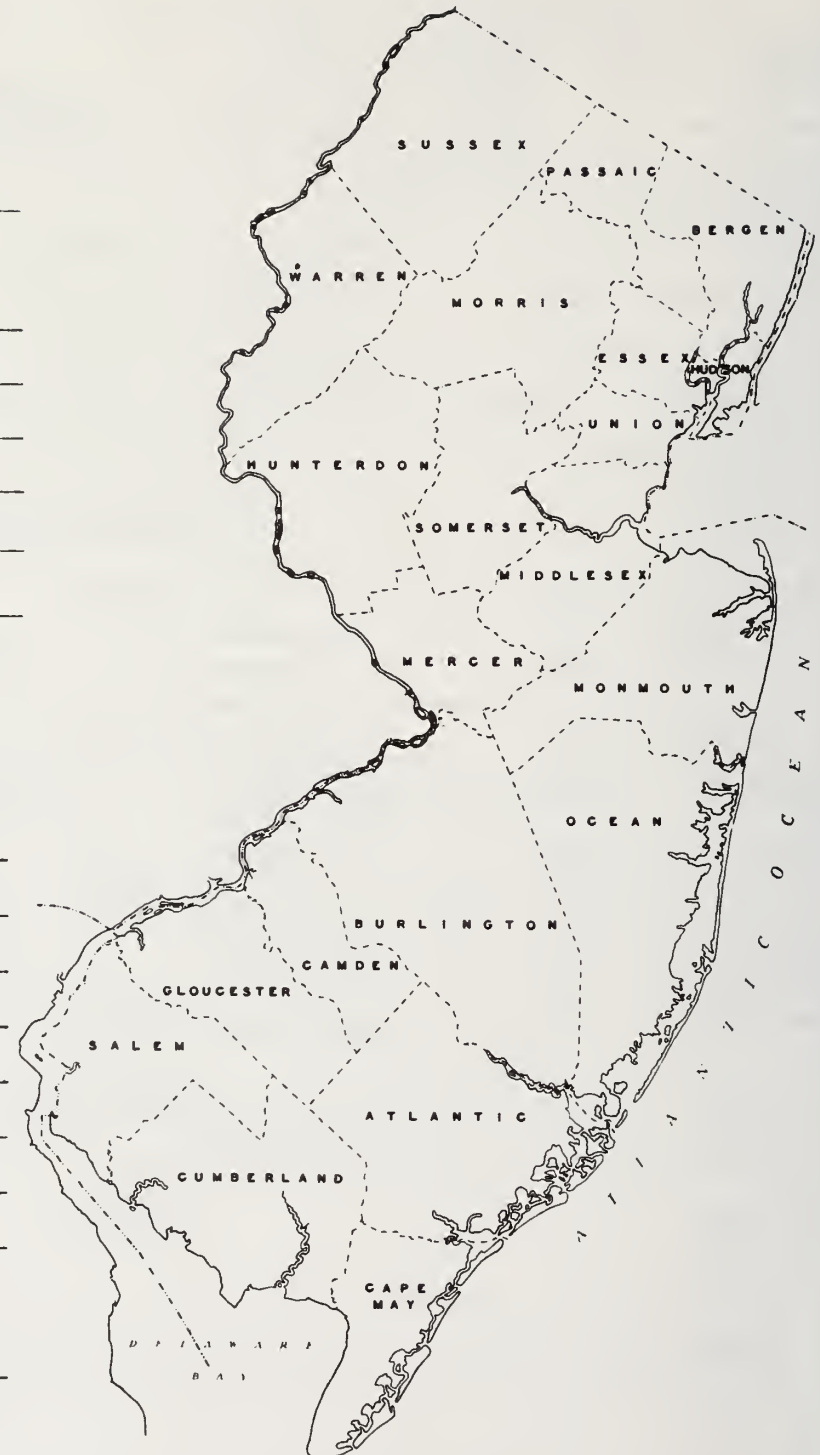 SUSSEX
PASSAIC
BERGEN
WARREN
MORRIS
ESSEX
HUDSON
UNION
HUNTERDON
SOMERSET
MIDDLESEX
MERCER
MONMOUTH
OCEAN
BURLINGTON
CAMDEN
GLOUCESTER
SALEM
ATLANTIC
CUMBERLAND
CAPE
MAY
ATLANTIC OCEAN
DELAWARE
BAY